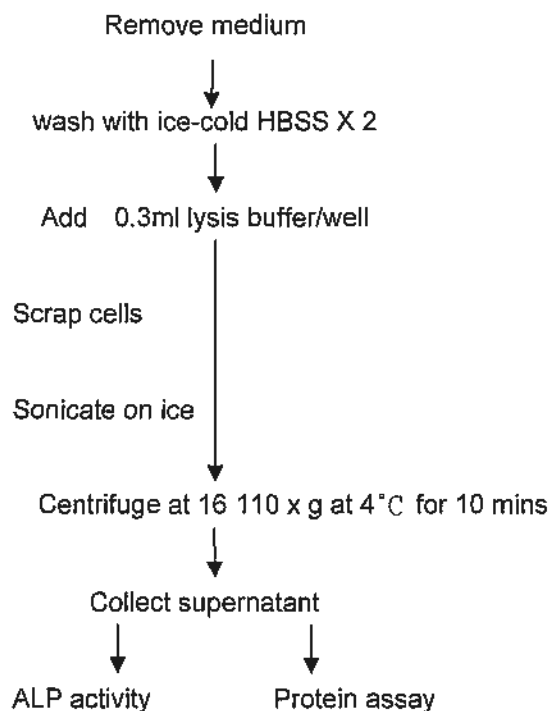 Remove medium
wash with ice-cold HBSS X 2
Add 0.3ml lysis buffer/well
Scrap cells
Sonicate on ice
Centrifuge at 16 110 x g at 4°C for 10 mins
Collect supernatant
ALP activity Protein assay